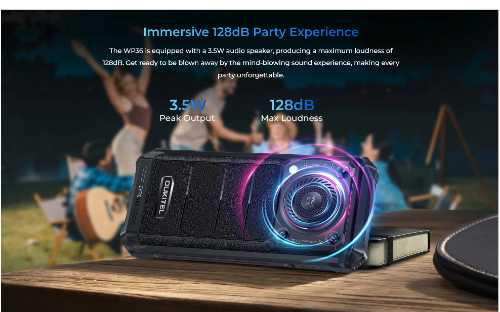 Immersive 128dB Party Experience
The WP36 is equipped with a 3.5W audio speaker, producing a maximum loudness of
128dB. Get ready to be blown away by the mind-blowing sound experience, making every
party unforgettable.
3.5W 128dB
Peak Output Max Loudness
OUKITEL